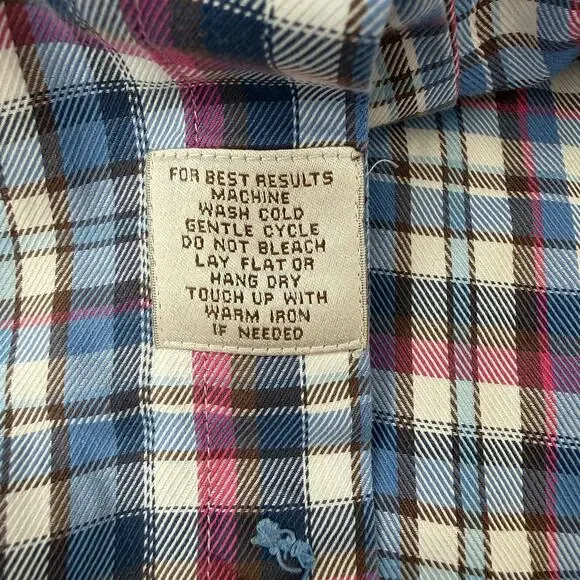 FOR BEST RESULTS
MACHINE
WASH COLD
GENTLE CYCLE
DO NOT BLEACH
LAY FLAT OR
HANG DRY
TOUCH UP WITH
WARM IRON
IF NEEDED